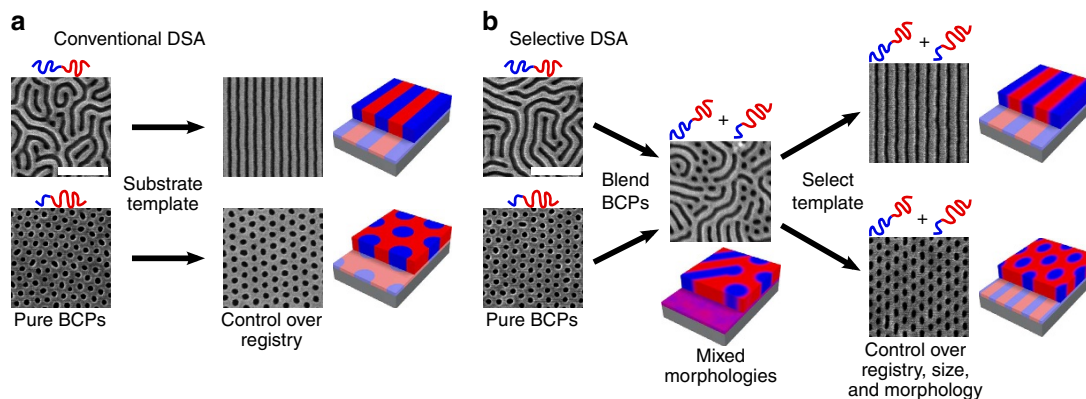 a
Conventional DSA
Substrate
template
Pure BCPs
Control over
registry
b
Selective DSA
Pure BCPs
Blend
BCPs
+
Mixed
morphologies
Select
template
+
+
Control over
registry, size,
and morphology